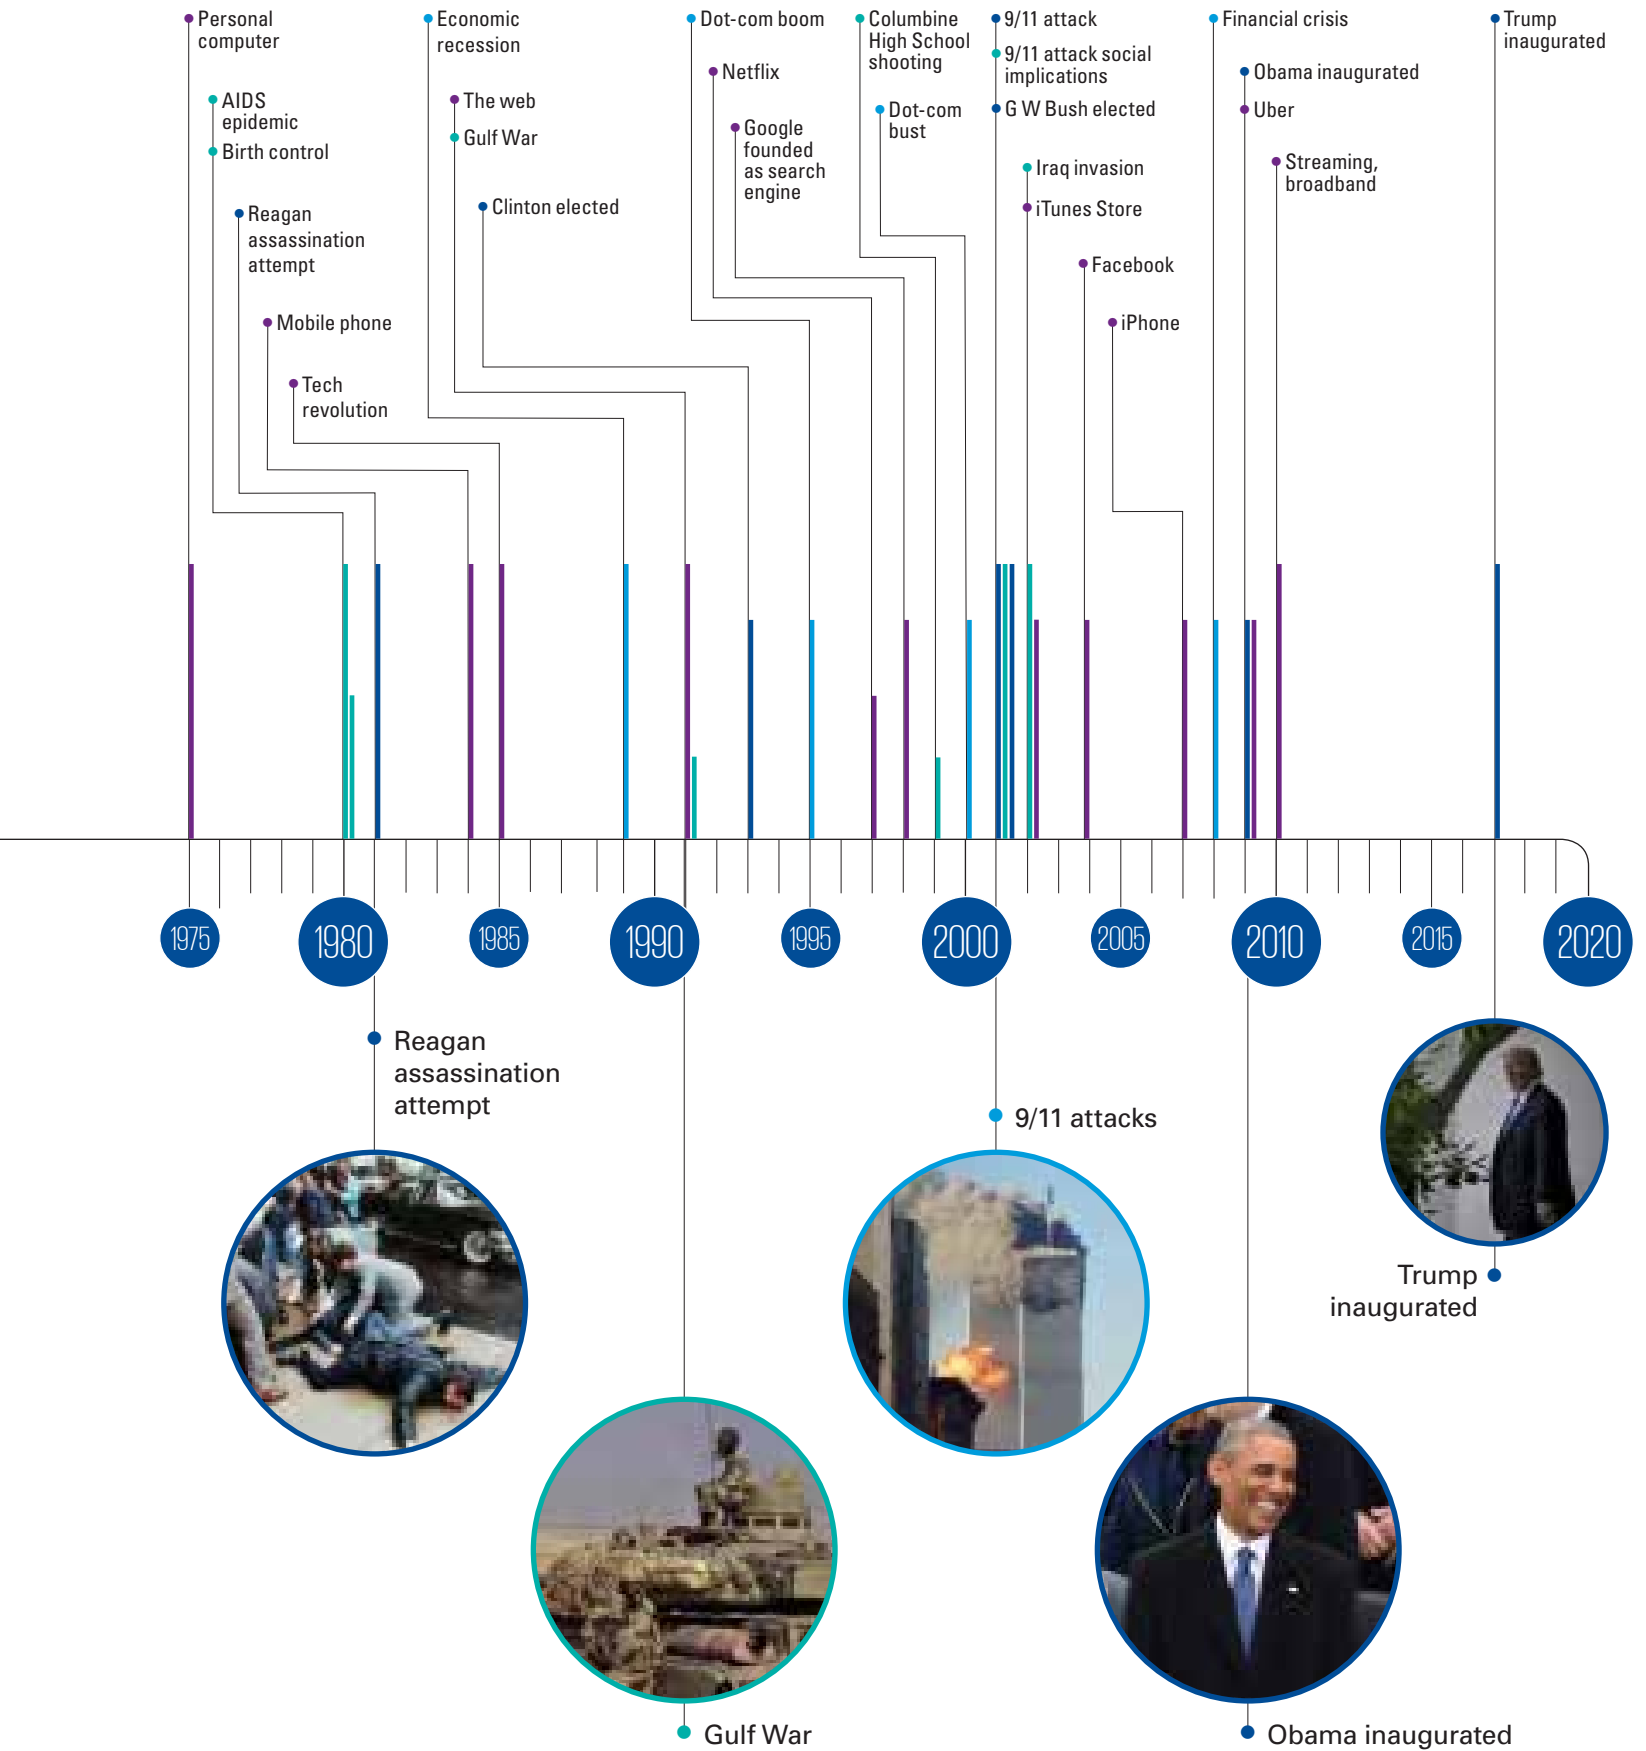 Personal
computer
AIDS
epidemic
Birth control
Reagan
assassination
attempt
Mobile phone
Tech
revolution
Economic
recession
The web
Gulf War
Clinton elected
Dot-com boom
Netflix
Google
founded
as search
engine
Columbine
High School
shooting
Dot-com
bust
9/11 attack
9/11 attack social
implications
G W Bush elected
Iraq invasion
iTunes Store
Facebook
iPhone
Financial crisis
Obama inaugurated
Uber
Streaming,
broadband
Trump
inaugurated
1975
1980
1985
1990
1995
2000
2005
2010
2015
2020
Reagan
assassination
attempt
9/11 attacks
Trump
inaugurated
Gulf War
Obama inaugurated